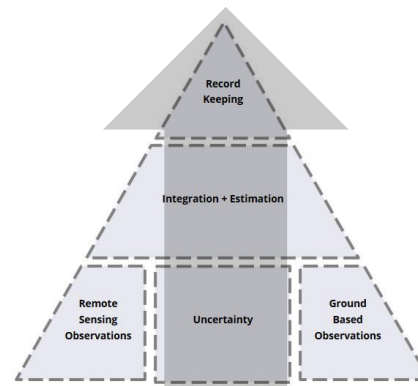 Record
Keeping
Integration + Estimation
Remote
Sensing
Observations
Uncertainty
Ground
Based
Observations